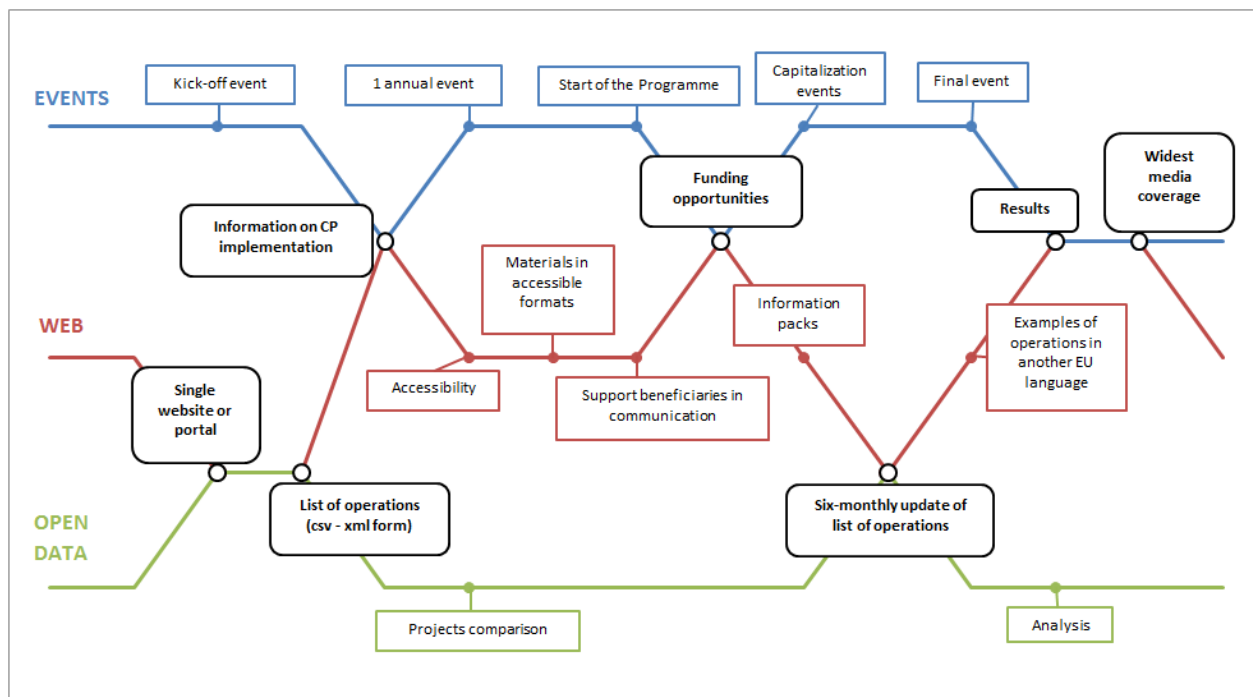 EVENTS
Kick-off event
1 annual event
Start of the Programme
Capitalization
events
Final event
Information on CP
implementation
Funding
opportunities
Results
Widest
media
coverage
WEB
Single
website or
portal
Accessibility
Materials in
accessible
formats
Support beneficiaries in
communication
Information
packs
Examples of
operations in
another EU
language
OPEN
DATA
List of operations
(csv - xml form)
Six-monthly update of
list of operations
Projects comparison
Analysis